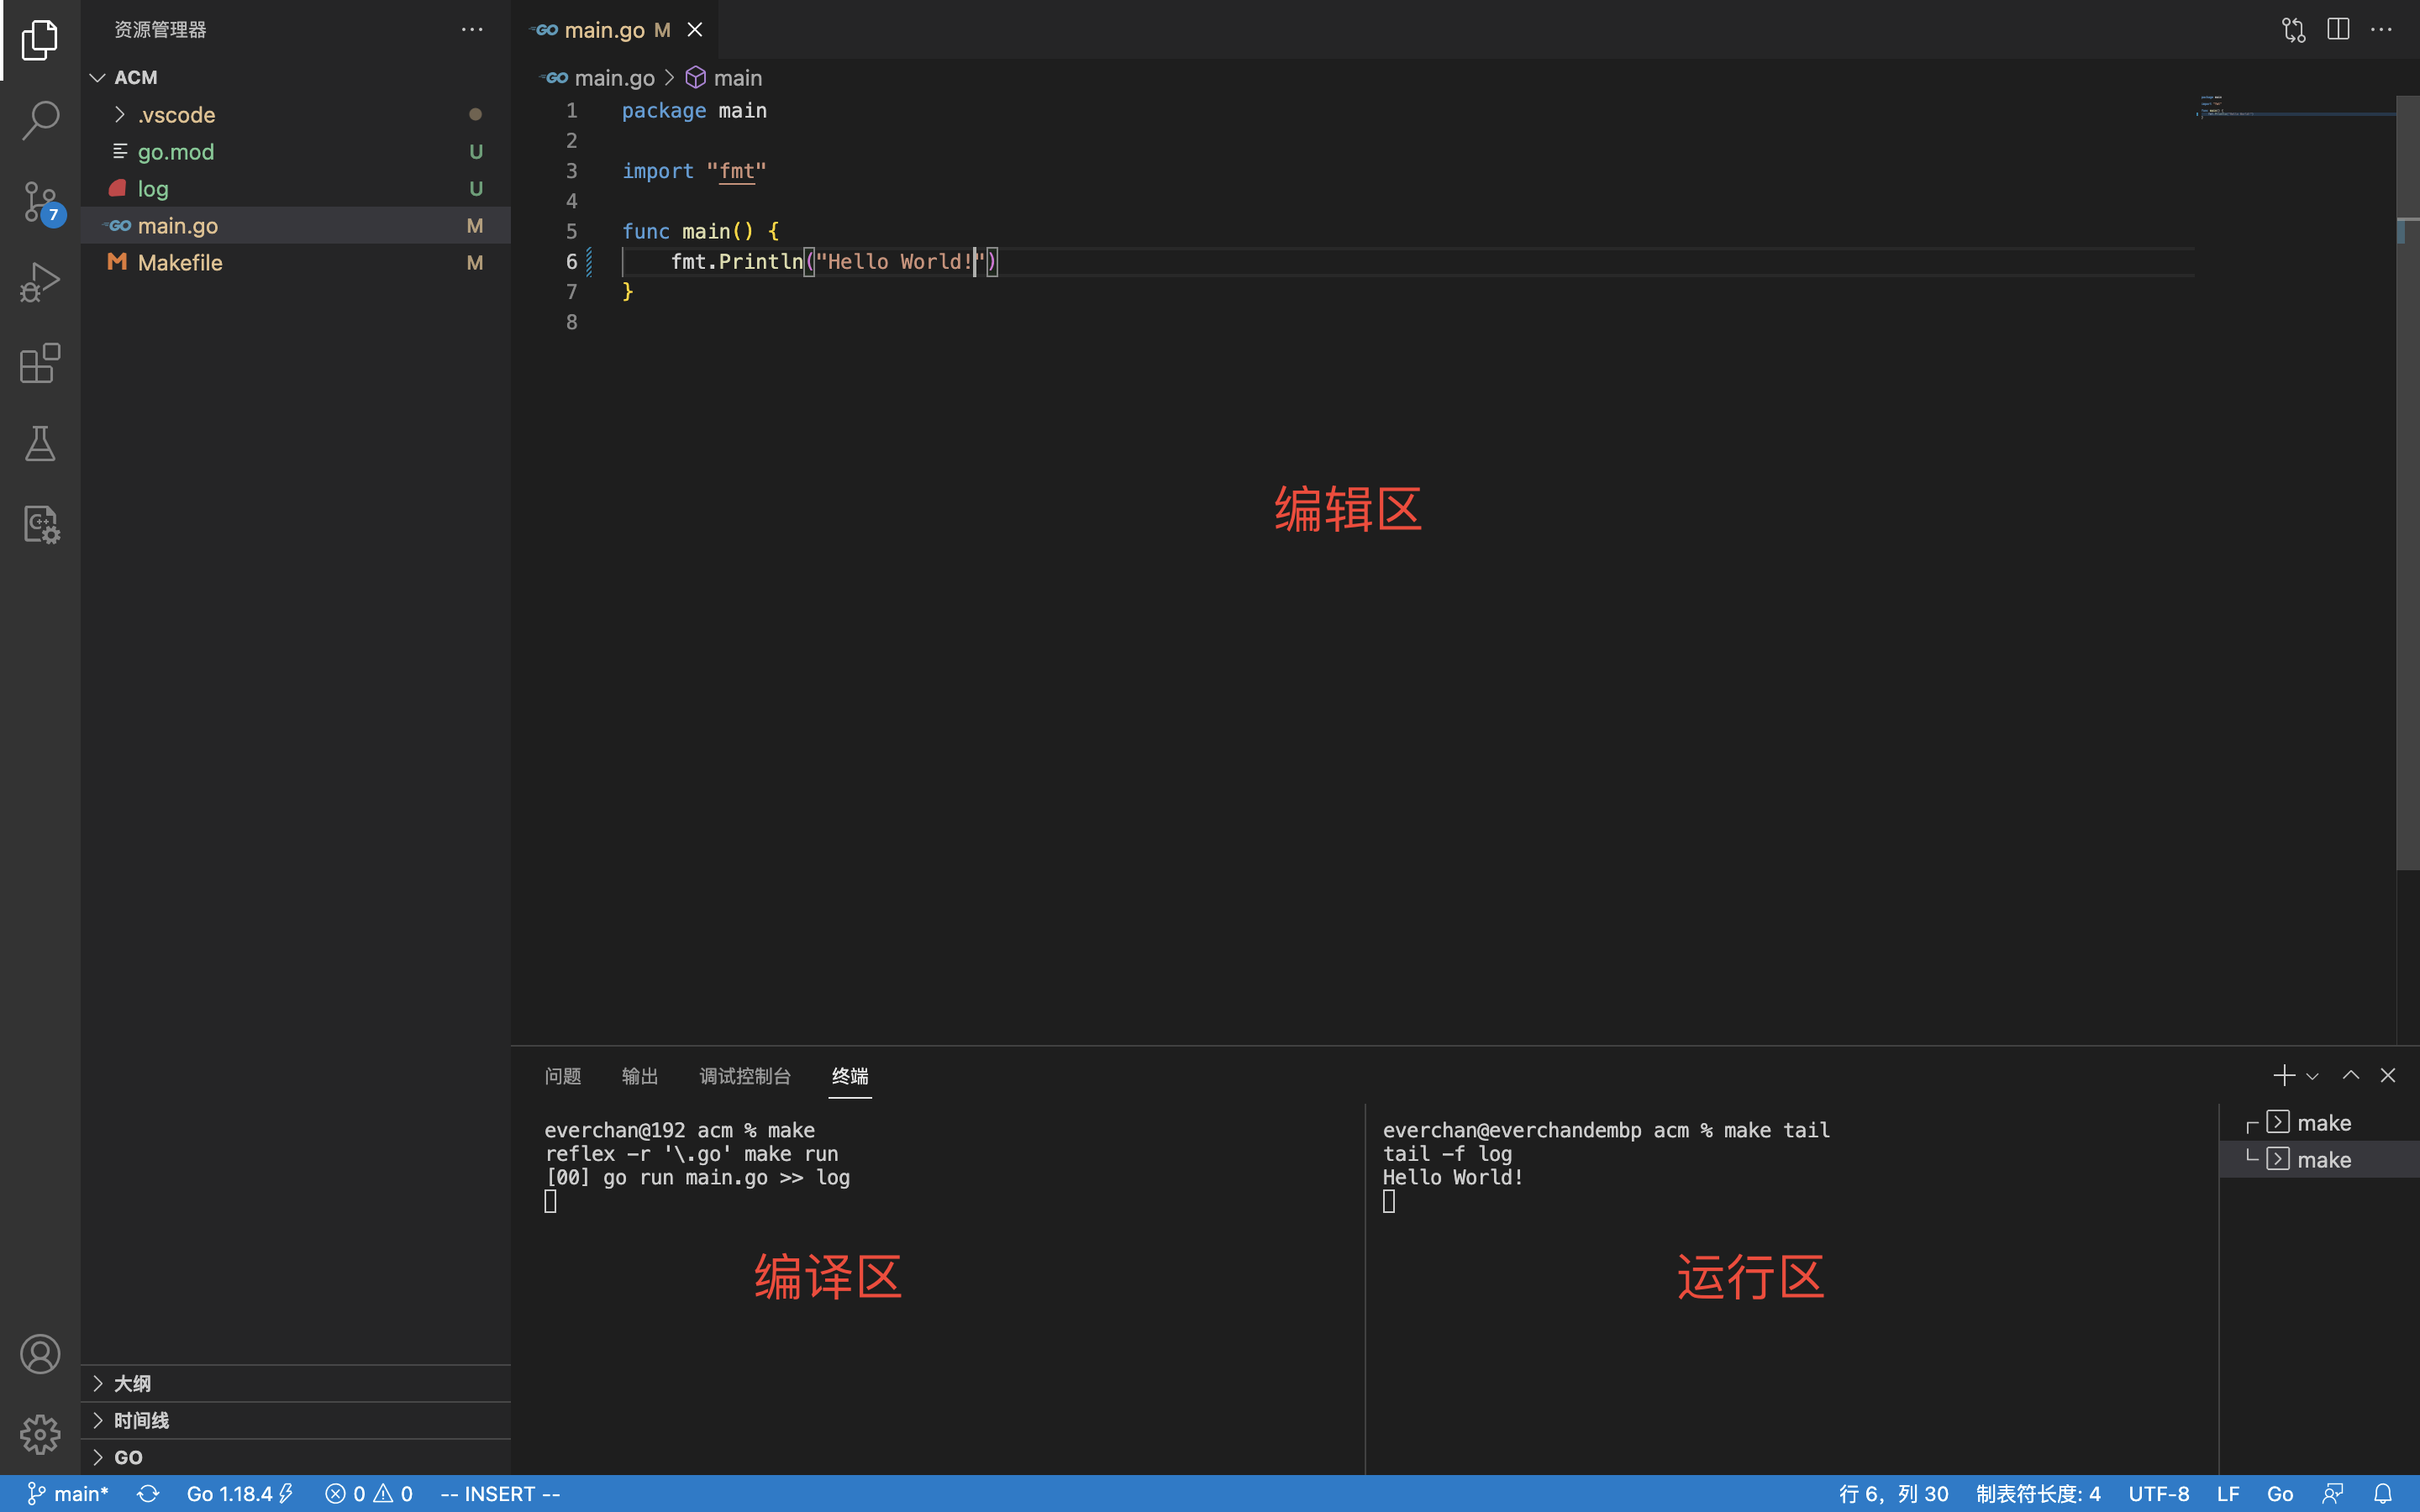 资源管理器
ACM
.vscode
go.mod U
log U
main.go M
Makefile M
7
大纲
时间线
GO
GO main.go M
GO main.go > main
1 package main
2
3 import "fmt"
4
5 func main() {
6 fmt.Println("Hello World!")
7 }
8
编辑区
问题 输出 调试控制台 终端
everchan@192 acm % make
reflex -r '\.go' make run
[00] go run main.go >> log
编译区
everchan@everchandembp acm % make tail
tail -f log
Hello World!
运行区
make
make
main* Go 1.18.4 0 0 -- INSERT -- 行 6，列 30 制表符长度: 4 UTF-8 LF Go